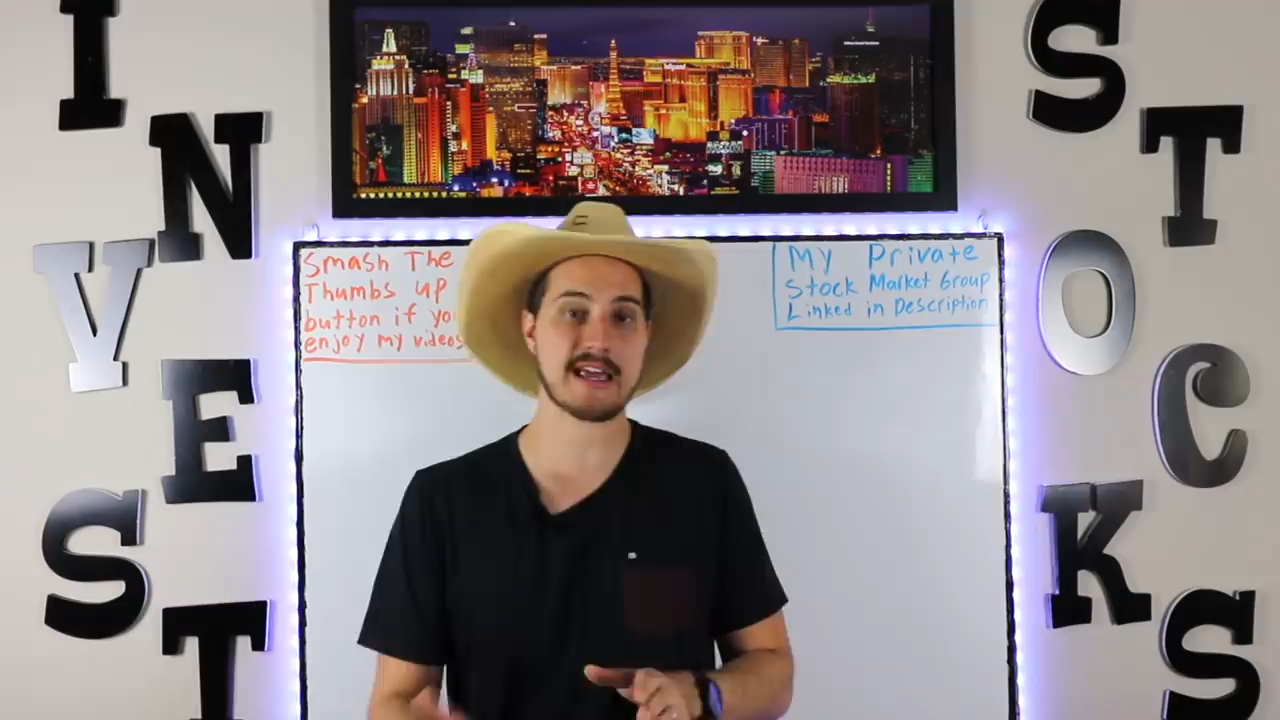 INVEST
STOCKS
Smash The
Thumbs up
button if yo
enjoy my videos
My Private
Stock Market Group
Linked in Description